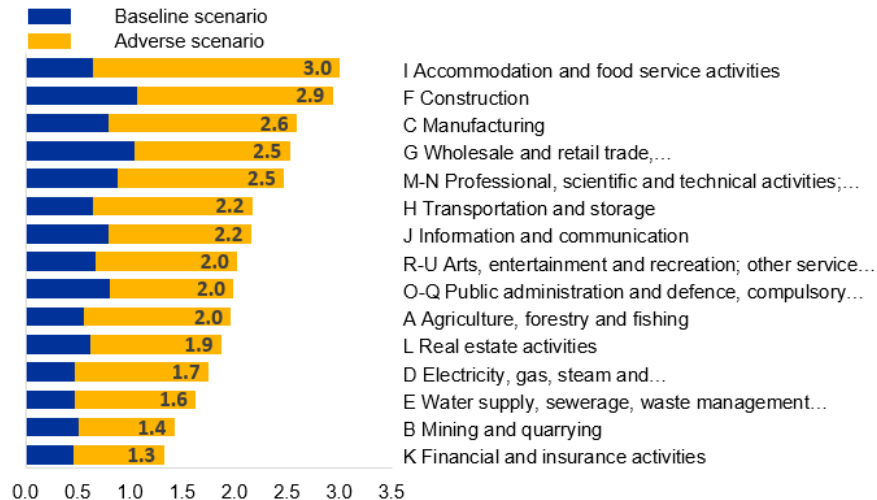 Baseline scenario
Adverse scenario
3.0 I Accommodation and food service activities
2.9 F Construction
2.6 C Manufacturing
2.5 G Wholesale and retail trade,...
2.5 M-N Professional, scientific and technical activities;...
2.2 H Transportation and storage
2.2 J Information and communication
2.0 R-U Arts, entertainment and recreation; other service...
2.0 O-Q Public administration and defence, compulsory...
2.0 A Agriculture, forestry and fishing
1.9 L Real estate activities
1.7 D Electricity, gas, steam and...
1.6 E Water supply, sewerage, waste management...
1.4 B Mining and quarrying
1.3 K Financial and insurance activities
0.0 0.5 1.0 1.5 2.0 2.5 3.0 3.5